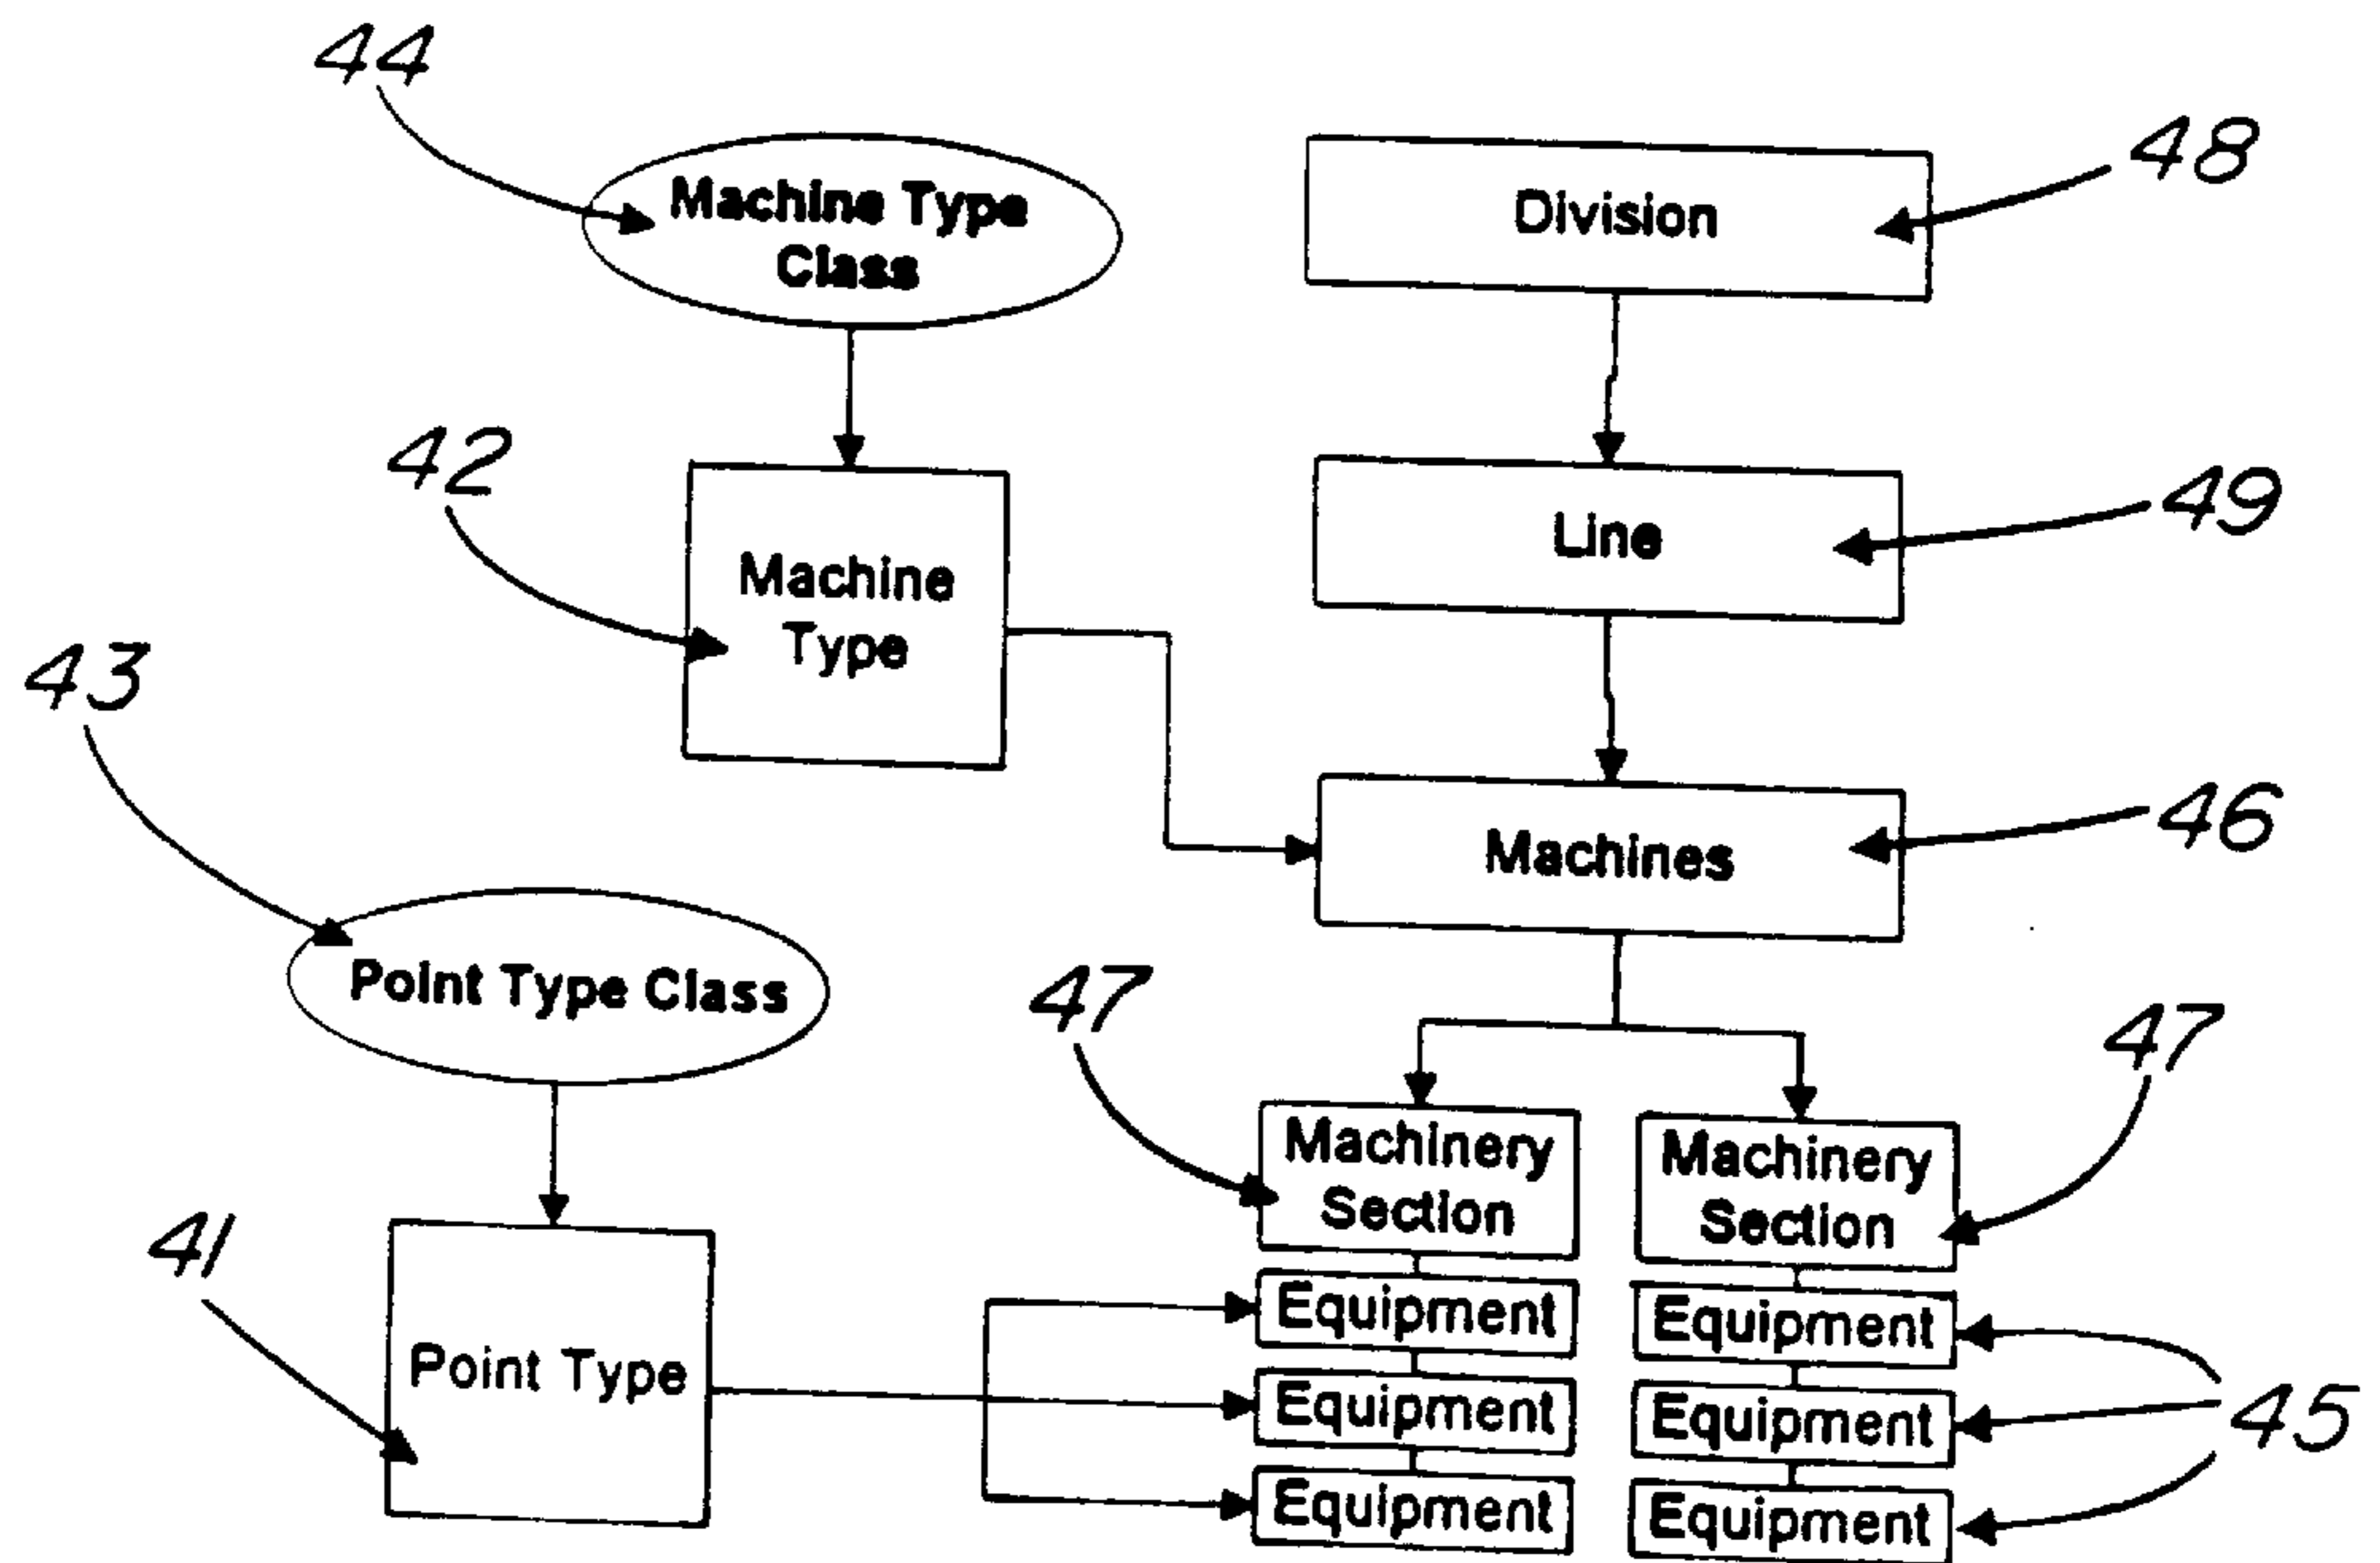 44
Machine Type
Class
Division
48
42
Machine
Type
Line
49
43
Machines
46
Point Type Class
47
47
Machinery
Section
Machinery
Section
41
Point Type
Equipment
Equipment
Equipment
Equipment
Equipment
Equipment
45